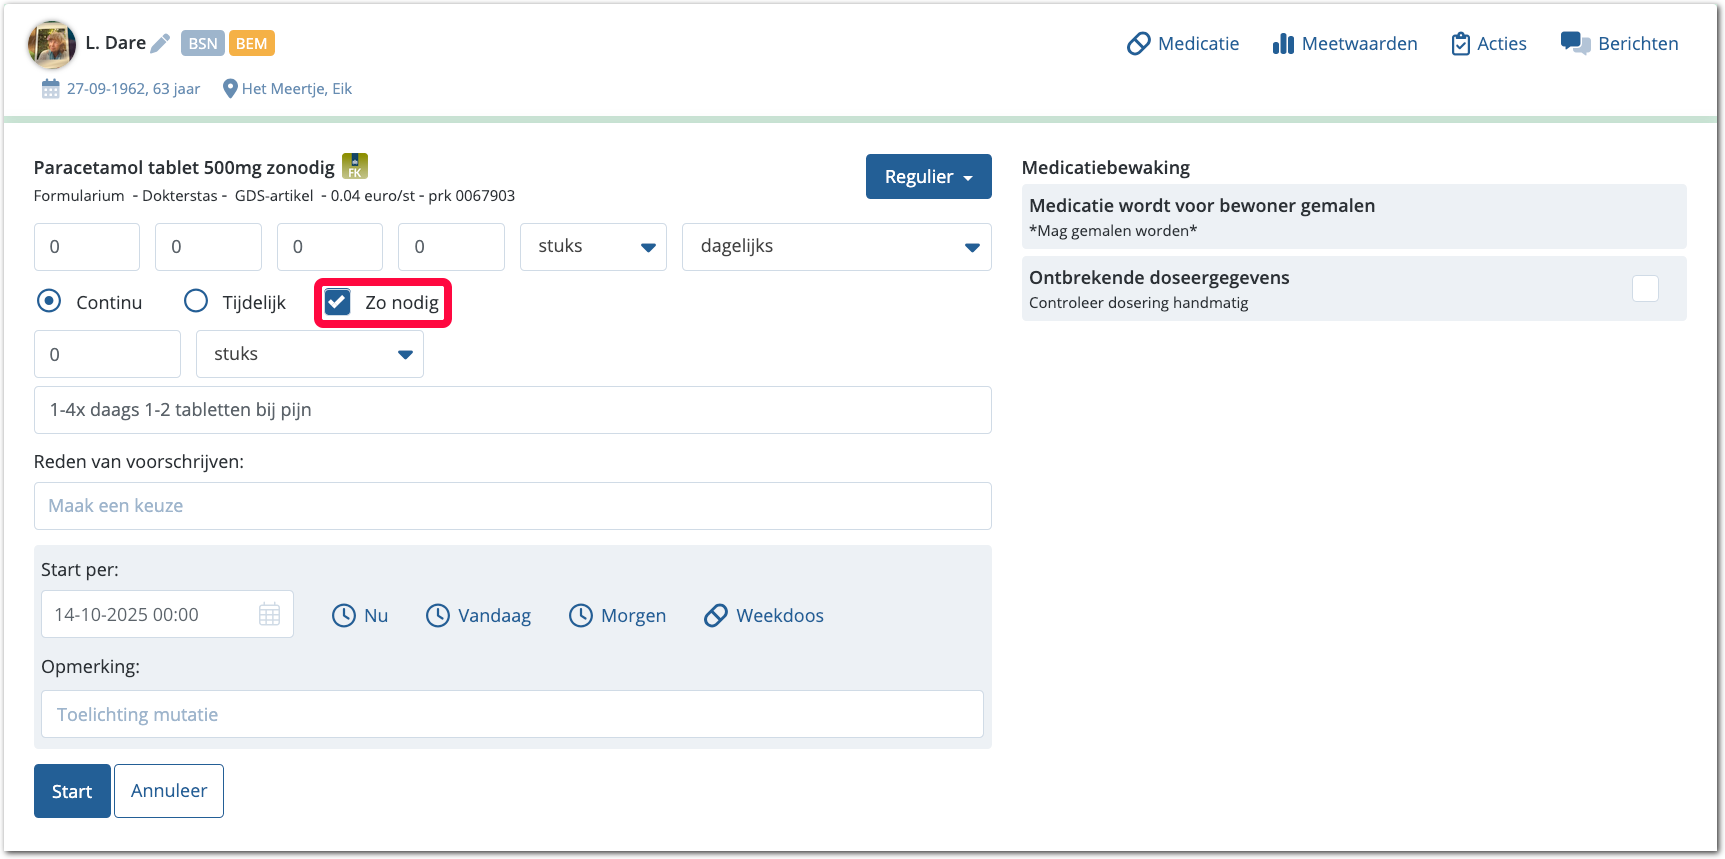 L. Dare BSN BEM
Medicatie Meetwaarden Acties Berichten
27-09-1962, 63 jaar Het Meertje, Eik
Paracetamol tablet 500mg zonodig FK
Formularium - Dokterstas - GDS-artikel - 0.04 euro/st - prk 0067903
Regulier
0 0 0 0 stuks dagelijks
Continu Tijdelijk Zo nodig
0 stuks
1-4x daags 1-2 tabletten bij pijn
Reden van voorschrijven:
Maak een keuze
Start per:
14-10-2025 00:00 Nu Vandaag Morgen Weekdoos
Opmerking:
Toelichting mutatie
Start Annuleer
Medicatiebewaking
Medicatie wordt voor bewoner gemalen
*Mag gemalen worden*
Ontbrekende doseergegevens
Controleer dosering handmatig